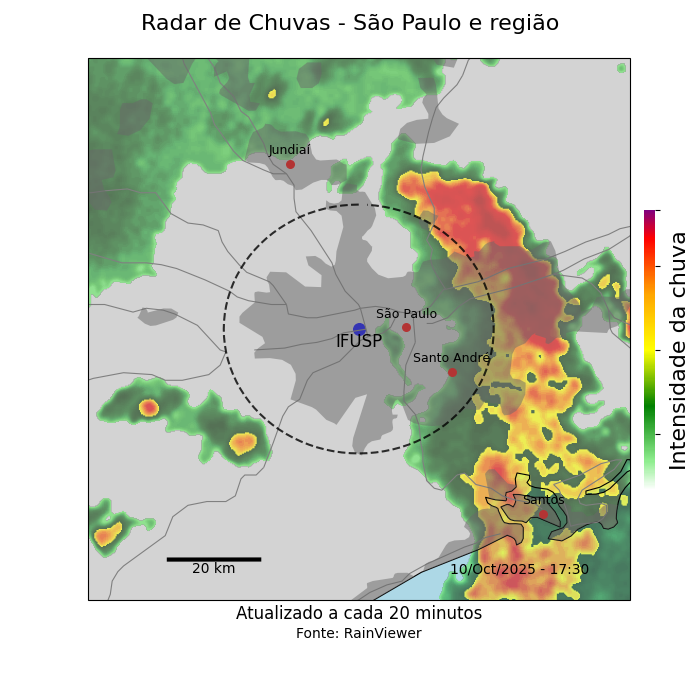 Radar de Chuvas - São Paulo e região
Jundiaí
São Paulo
IFUSP
Santo André
Santos
20 km
10/Oct/2025 - 17:30
Intensidade da chuva
Atualizado a cada 20 minutos
Fonte: RainViewer